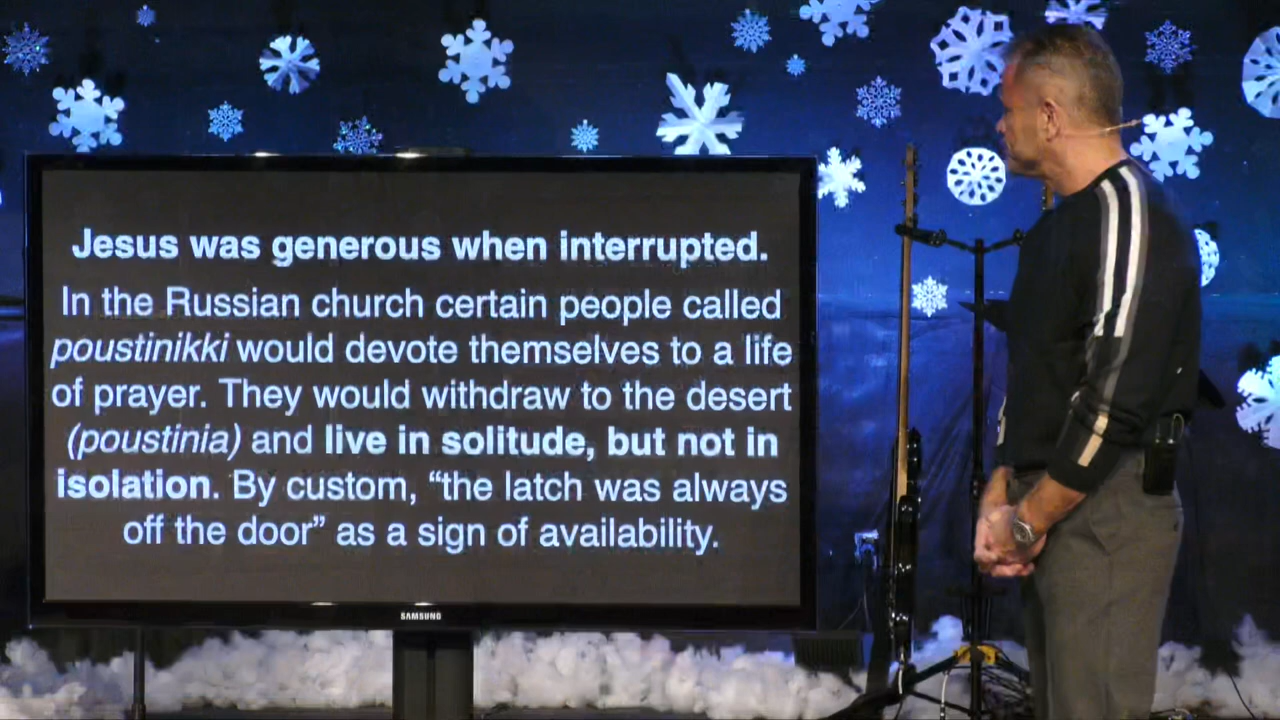 Jesus was generous when interrupted.
In the Russian church certain people called
poustinikki would devote themselves to a life
of prayer. They would withdraw to the desert
(poustinia) and live in solitude, but not in
isolation. By custom, “the latch was always
off the door” as a sign of availability.
SAMSUNG